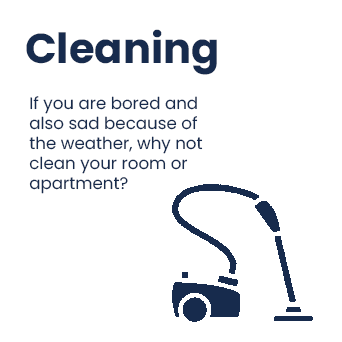 Cleaning
If you are bored and
also sad because of
the weather, why not
clean your room or
apartment?